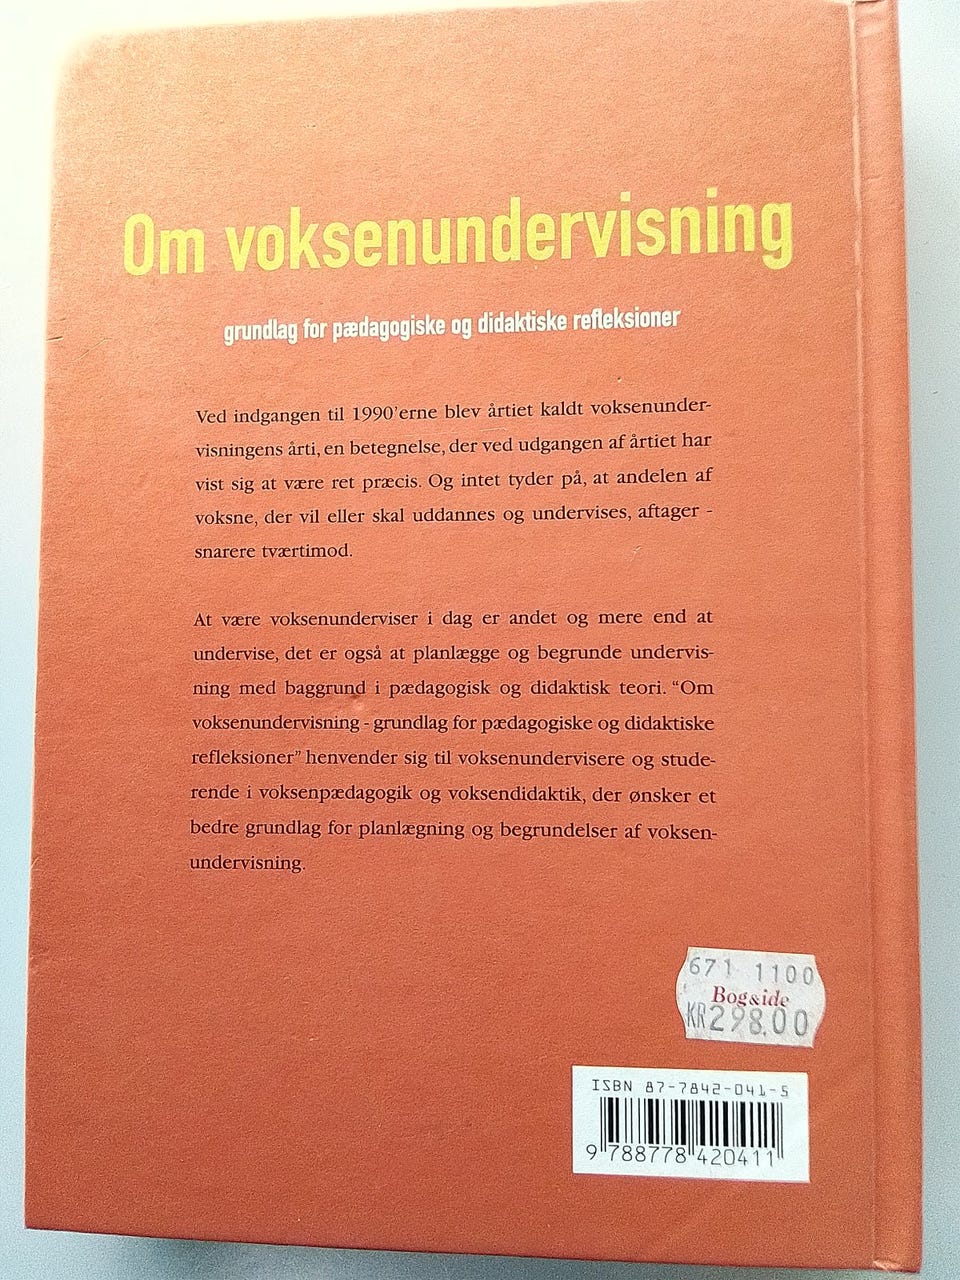 Om voksenundervisning
grundlag for pædagogiske og didaktiske refleksioner
Ved indgangen til 1990'erne blev årtiet kaldt voksenunder-
visningens årti, en betegnelse, der ved udgangen af årtiet har
vist sig at være ret præcis. Og intet tyder på, at andelen af
voksne, der vil eller skal uddannes og undervises, aftager -
snarere tværtimod.
At være voksenunderviser i dag er andet og mere end at
undervise, det er også at planlægge og begrunde undervis-
ning med baggrund i pædagogisk og didaktisk teori. "Om
voksenundervisning - grundlag for pædagogiske og didaktiske
refleksioner" henvender sig til voksenundervisere og stude-
rende i voksenpædagogik og voksendidaktik, der ønsker et
bedre grundlag for planlægning og begrundelser af voksen-
undervisning.
671 1100
Bog&ide
KR298.00
ISBN 87-7842-041-5
9 788778 420411